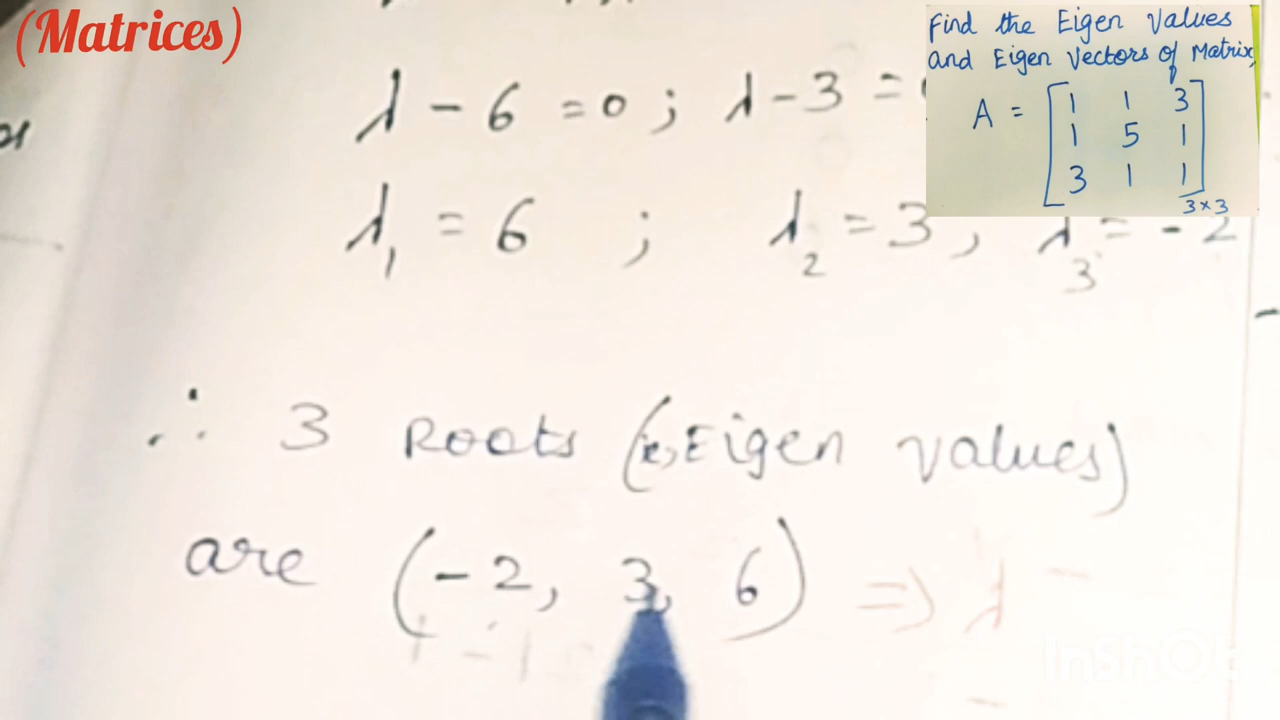 (Matrices)
Find the Eigen Values
and Eigen Vectors of Matrix,
A = [1 1 3
1 5 1
3 1 1]
3×3
λ - 6 = 0 ; λ - 3 =
λ₁ = 6 ; λ₂ = 3, λ₃ = -2
∴ 3 Roots (ie, Eigen values)
are (-2, 3, 6) => λ
InShOt